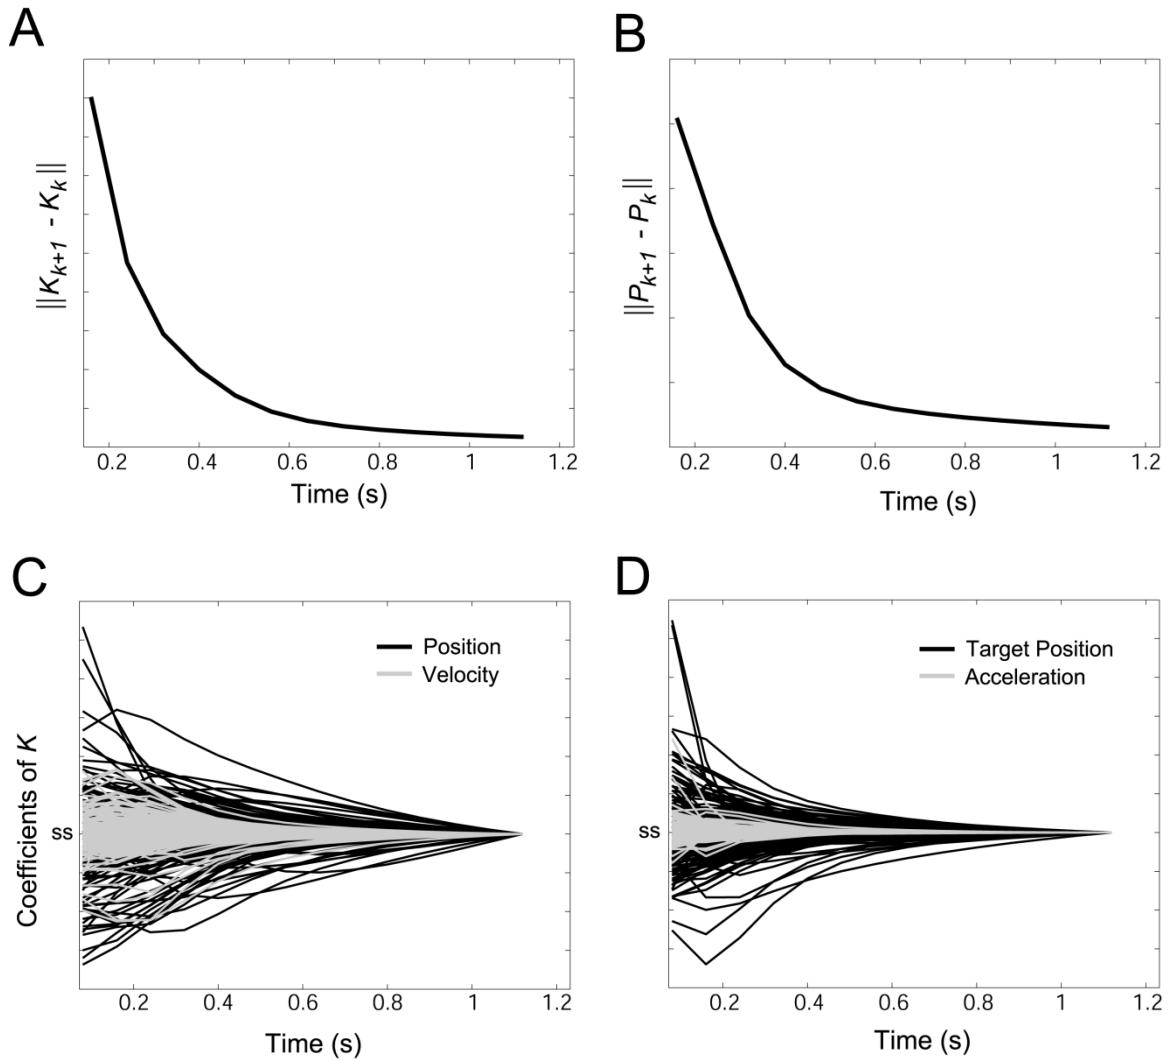 A
||K_{k+1} - K_k||
0.2 0.4 0.6 0.8 1 1.2
Time (s)
B
||P_{k+1} - P_k||
0.2 0.4 0.6 0.8 1 1.2
Time (s)
C
Position
Velocity
Coefficients of K
ss
0.2 0.4 0.6 0.8 1 1.2
Time (s)
D
Target Position
Acceleration
ss
0.2 0.4 0.6 0.8 1 1.2
Time (s)